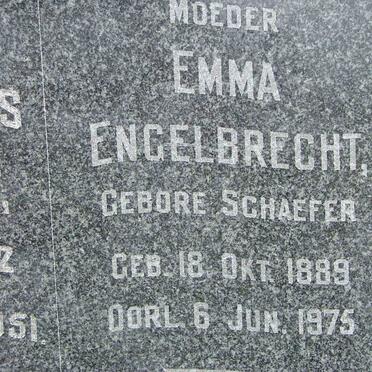 MOEDER
EMMA
ENGELBRECHT,
GEBORE SCHAEFER
GEB. 18 OKT. 1889
OORL. 6 JUN. 1975